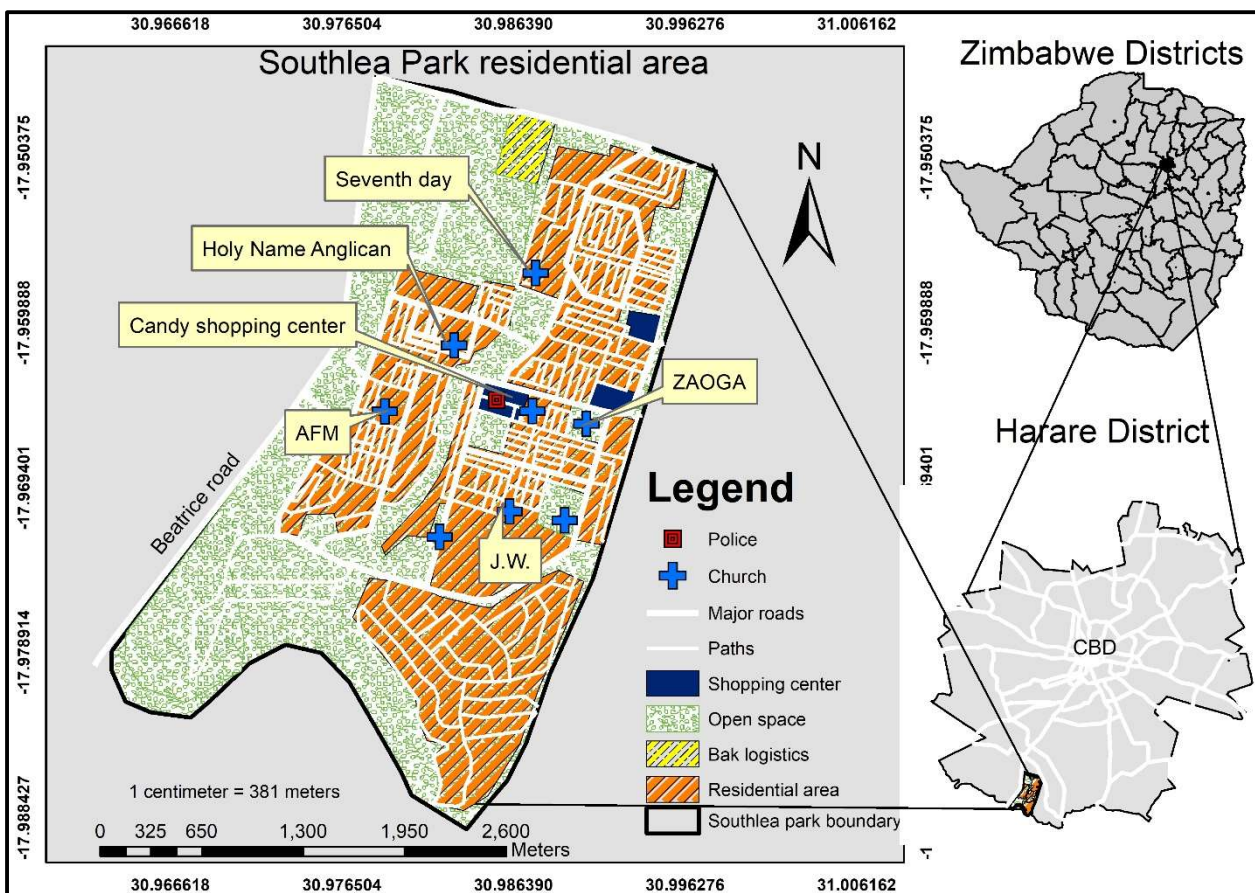 30.966618 30.976504 30.986390 30.996276 31.006162
Southlea Park residential area
Zimbabwe Districts
-17.950375
-17.959888
-17.969401
-17.978914
-17.988427
N
Seventh day
Holy Name Anglican
Candy shopping center
ZAOGA
AFM
J.W.
Beatrice road
Legend
Police
Church
Major roads
Paths
Shopping center
Open space
Bak logistics
Residential area
Southlea park boundary
1 centimeter = 381 meters
0 325 650 1,300 1,950 2,600
Meters
-17.950375
-17.959888
9401
-1
Harare District
CBD
30.966618 30.976504 30.986390 30.996276 31.006162